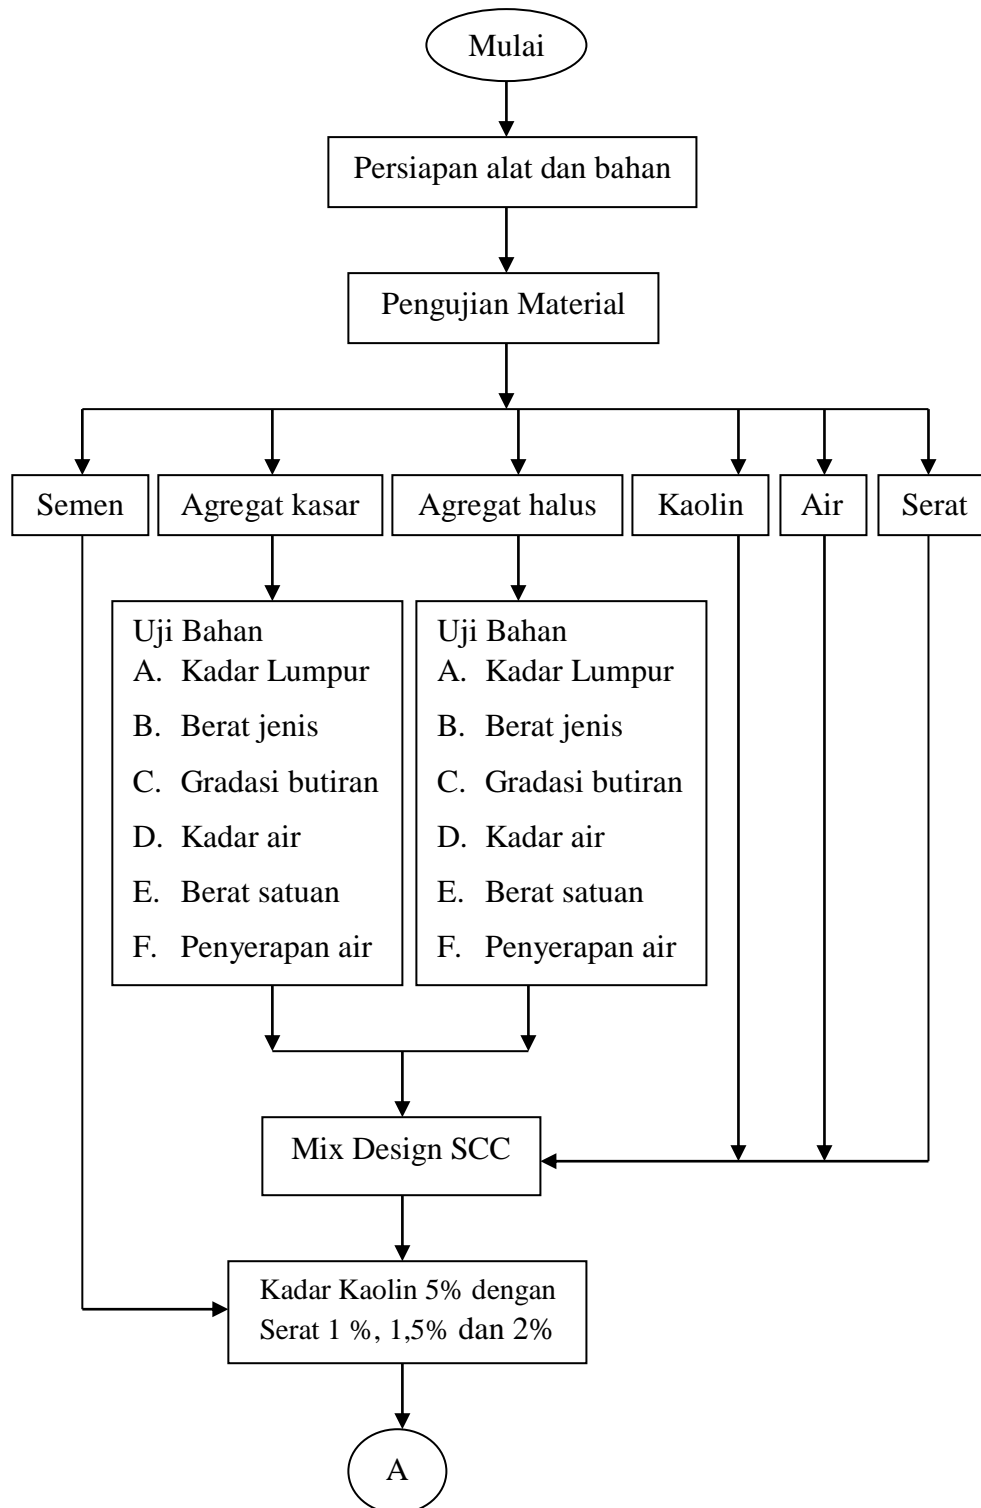 Mulai
Persiapan alat dan bahan
Pengujian Material
Semen
Agregat kasar
Agregat halus
Kaolin
Air
Serat
Uji Bahan
A. Kadar Lumpur
B. Berat jenis
C. Gradasi butiran
D. Kadar air
E. Berat satuan
F. Penyerapan air
Uji Bahan
A. Kadar Lumpur
B. Berat jenis
C. Gradasi butiran
D. Kadar air
E. Berat satuan
F. Penyerapan air
Mix Design SCC
Kadar Kaolin 5% dengan
Serat 1 %, 1,5% dan 2%
A